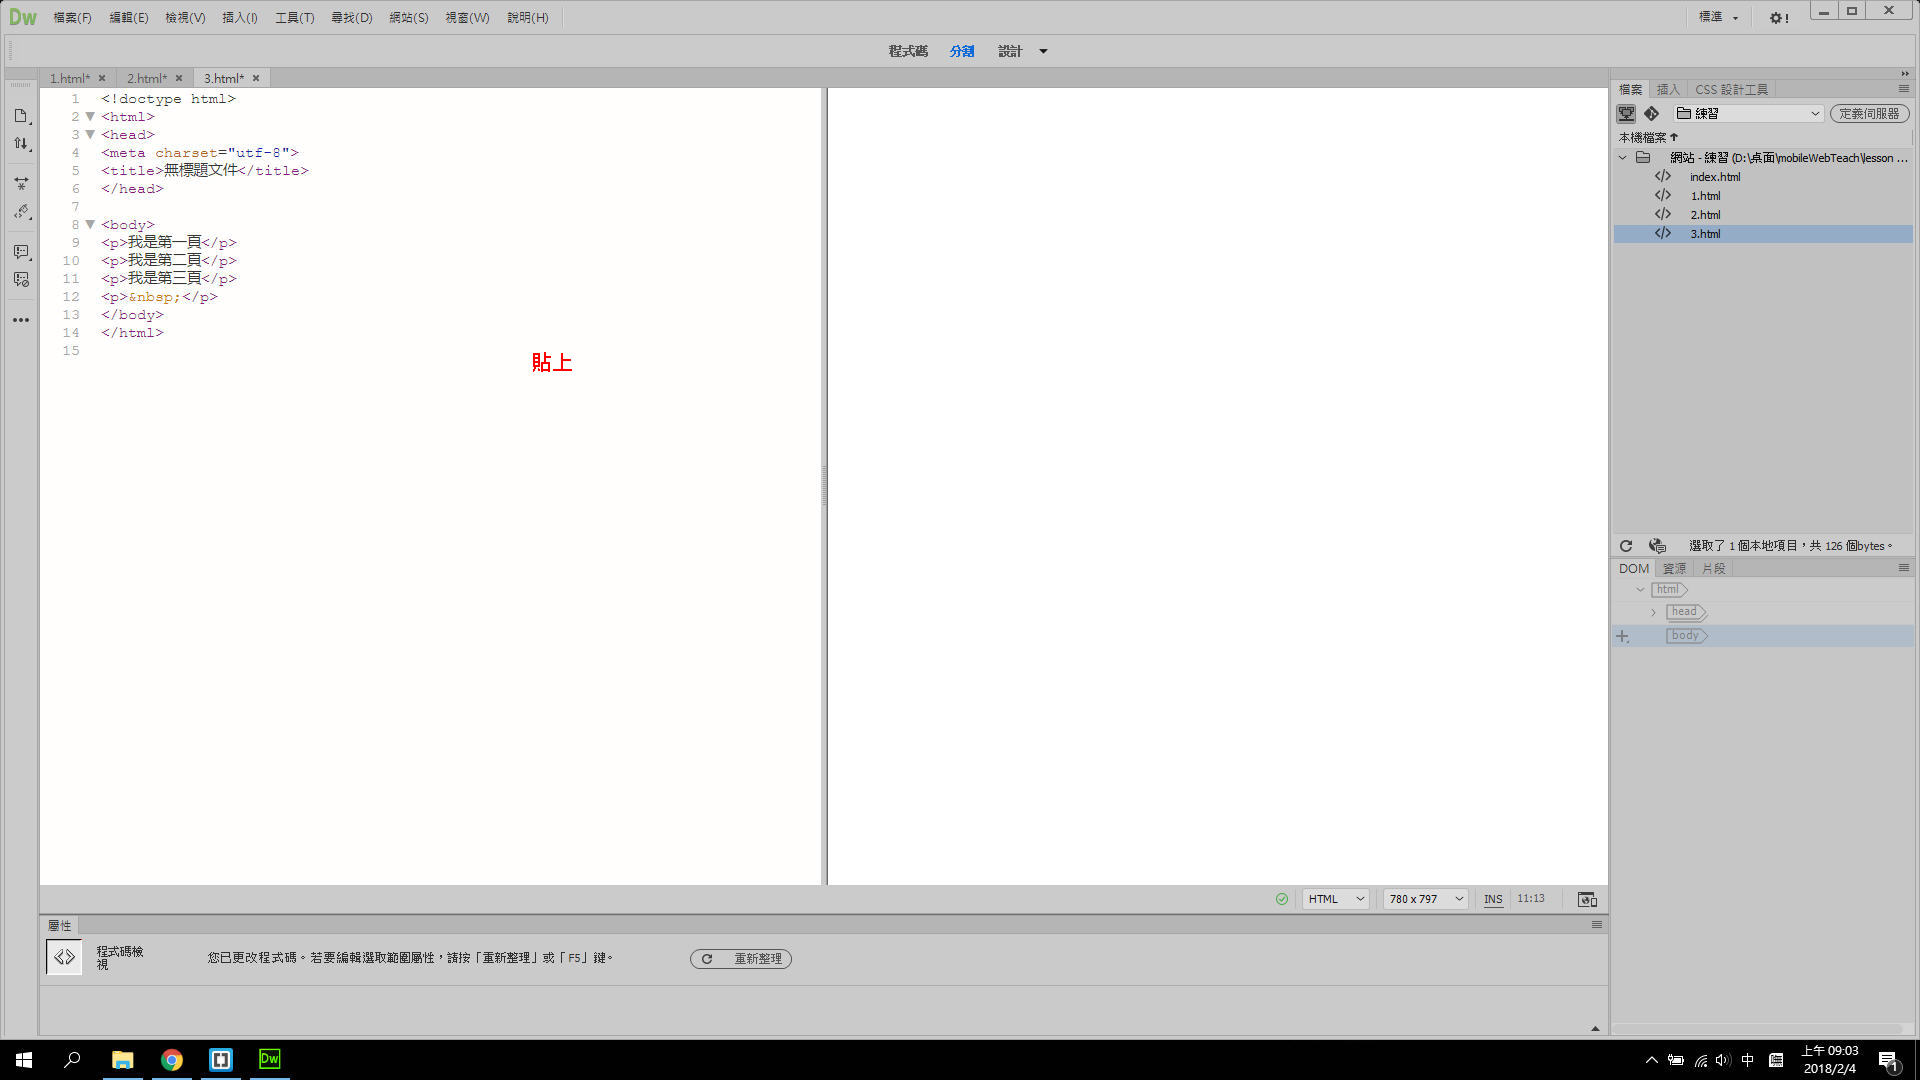 Dw 檔案(F) 編輯(E) 檢視(V) 插入(I) 工具(T) 尋找(D) 網站(S) 視窗(W) 說明(H) 標準
程式碼 分割 設計
1.html* 2.html* 3.html*
1 <!doctype html>
2 <html>
3 <head>
4 <meta charset="utf-8">
5 <title>無標題文件</title>
6 </head>
7
8 <body>
9 <p>我是第一頁</p>
10 <p>我是第二頁</p>
11 <p>我是第三頁</p>
12 <p>&nbsp;</p>
13 </body>
14 </html>
15
貼上
HTML 780 x 797 INS 11:13
屬性
程式碼檢
視
您已更改程式碼。若要編輯選取範圍屬性，請按「重新整理」或「F5」鍵。 重新整理
檔案 插入 CSS 設計工具
練習 定義伺服器
本機檔案
網站 - 練習 (D:\桌面\mobileWebTeach\lesson ...
index.html
1.html
2.html
3.html
選取了 1 個本地項目，共 126 個bytes。
DOM 資源 片段
html
head
body
Dw
中
上午 09:03
2018/2/4
1